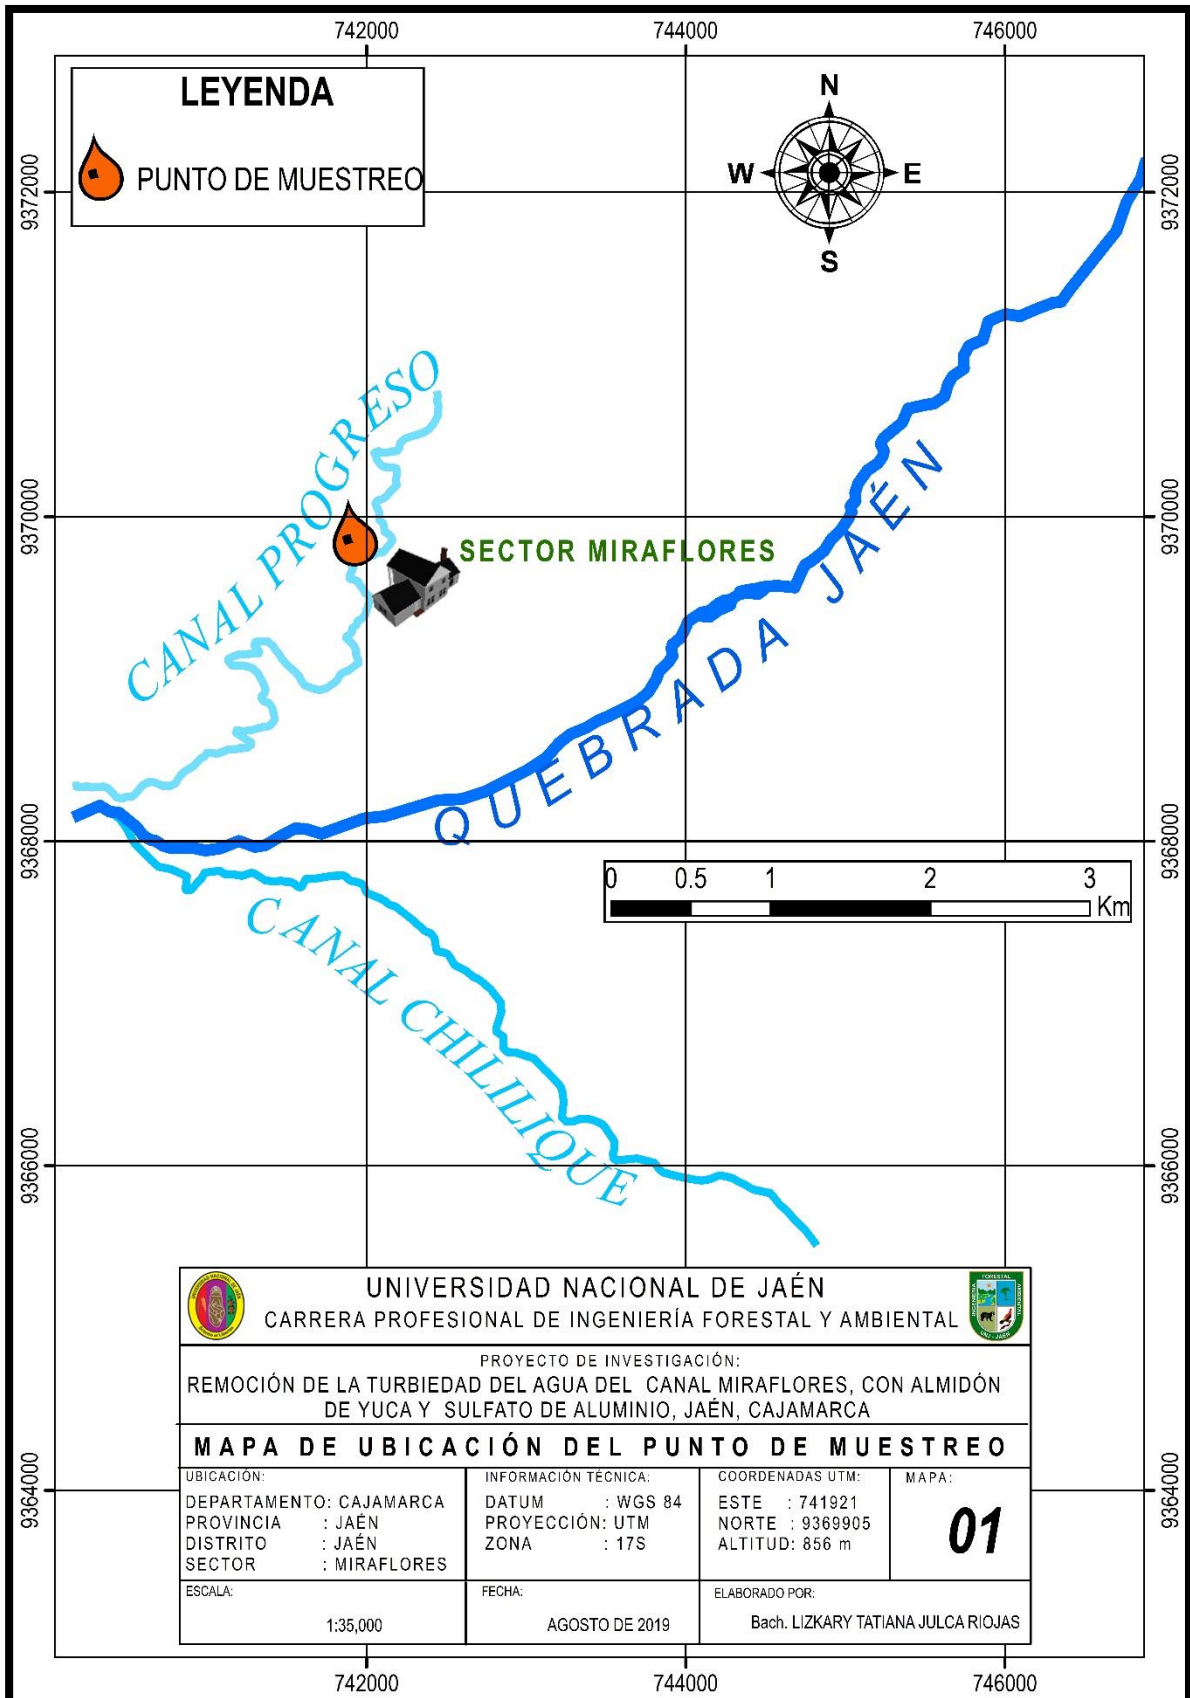 742000 744000 746000
LEYENDA
PUNTO DE MUESTREO
N
W E
S
9372000 9372000
CANAL PROGRESO
9370000 9370000
SECTOR MIRAFLORES
QUEBRADA JAÉN
9368000 9368000
0 0.5 1 2 3
Km
CANAL CHILILIQUE
9366000 9366000
UNIVERSIDAD NACIONAL DE JAÉN
CARRERA PROFESIONAL DE INGENIERÍA FORESTAL Y AMBIENTAL
PROYECTO DE INVESTIGACIÓN:
REMOCIÓN DE LA TURBIEDAD DEL AGUA DEL CANAL MIRAFLORES, CON ALMIDÓN
DE YUCA Y SULFATO DE ALUMINIO, JAÉN, CAJAMARCA
MAPA DE UBICACIÓN DEL PUNTO DE MUESTREO
UBICACIÓN:
DEPARTAMENTO: CAJAMARCA
PROVINCIA : JAÉN
DISTRITO : JAÉN
SECTOR : MIRAFLORES
INFORMACIÓN TÉCNICA:
DATUM : WGS 84
PROYECCIÓN: UTM
ZONA : 17S
COORDENADAS UTM:
ESTE : 741921
NORTE : 9369905
ALTITUD: 856 m
MAPA:
01
9364000 9364000
ESCALA:
1:35,000
FECHA:
AGOSTO DE 2019
ELABORADO POR:
Bach. LIZKARY TATIANA JULCA RIOJAS
742000 744000 746000